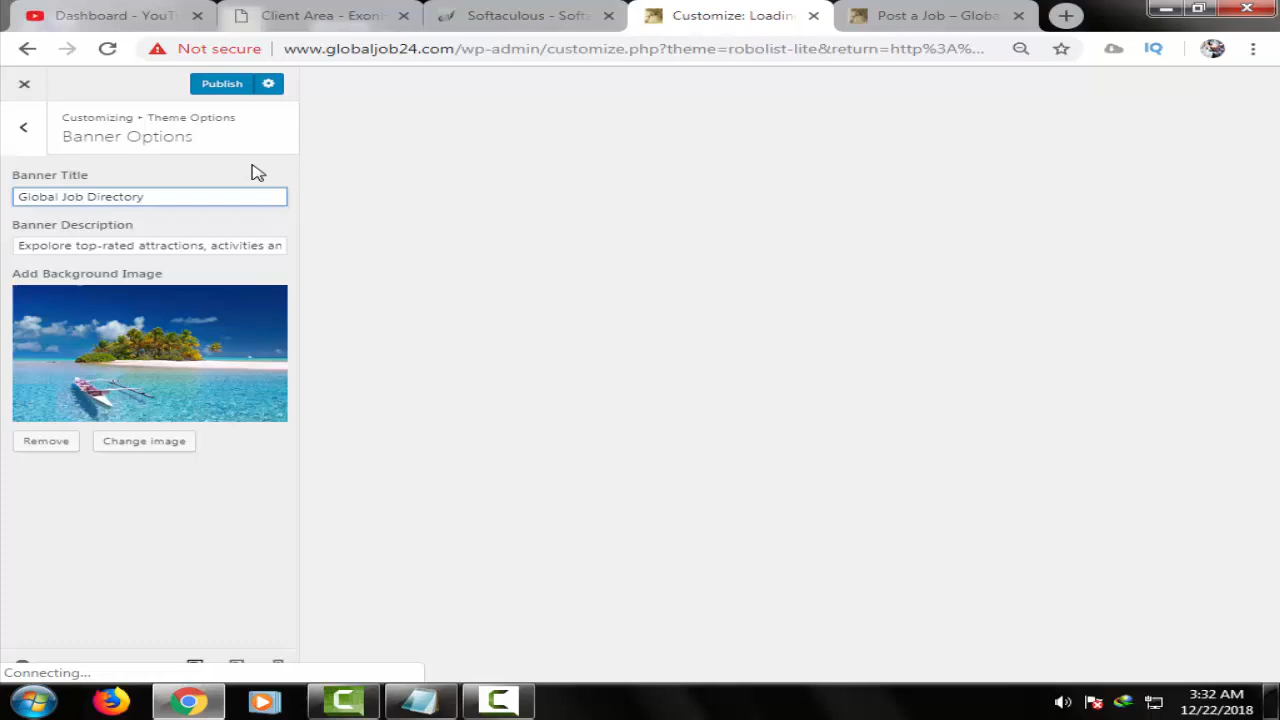 Dashboard - YouT
Client Area - Exoni
Softaculous - Softa
Customize: Loadin
Post a Job – Globa
Not secure
www.globaljob24.com/wp-admin/customize.php?theme=robolist-lite&return=http%3A%...
IQ
Publish
Customizing ▸ Theme Options
Banner Options
Banner Title
Global Job Directory
Banner Description
Expolore top-rated attractions, activities an
Add Background Image
Remove
Change image
Connecting...
3:32 AM
12/22/2018